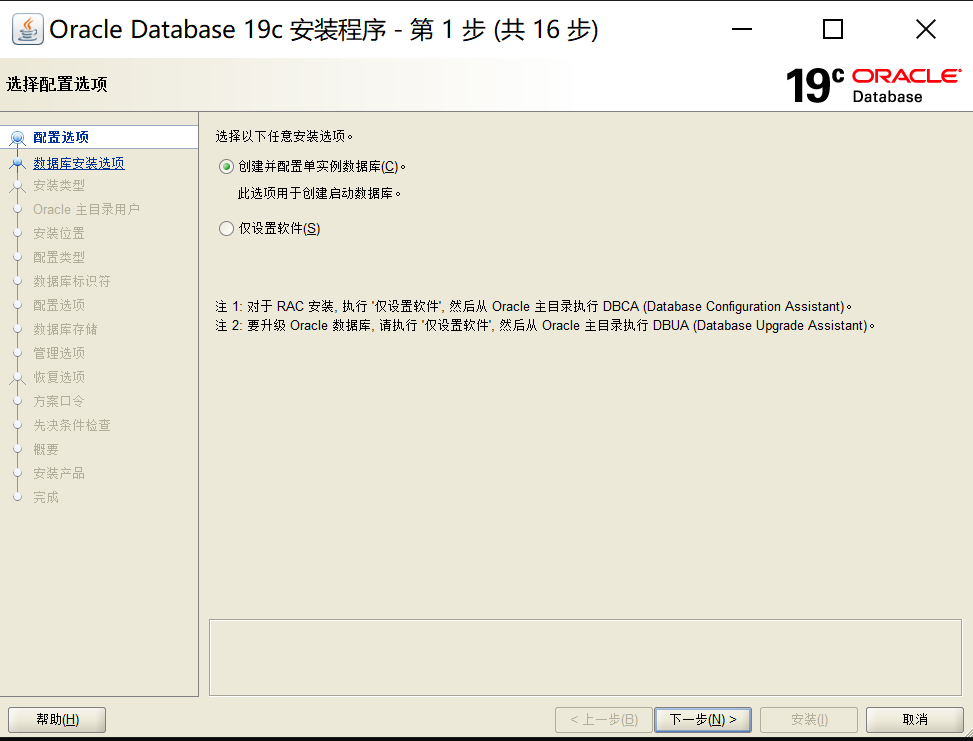 Oracle Database 19c 安装程序 - 第 1 步 (共 16 步)
选择配置选项
19c ORACLE
Database
配置选项
数据库安装选项
安装类型
Oracle 主目录用户
安装位置
配置类型
数据库标识符
配置选项
数据库存储
管理选项
恢复选项
方案口令
先决条件检查
概要
安装产品
完成
选择以下任意安装选项。
创建并配置单实例数据库(C)。
此选项用于创建启动数据库。
仅设置软件(S)
注 1: 对于 RAC 安装, 执行 '仅设置软件', 然后从 Oracle 主目录执行 DBCA (Database Configuration Assistant)。
注 2: 要升级 Oracle 数据库, 请执行 '仅设置软件', 然后从 Oracle 主目录执行 DBUA (Database Upgrade Assistant)。
帮助(H)
< 上一步(B)
下一步(N) >
安装(I)
取消